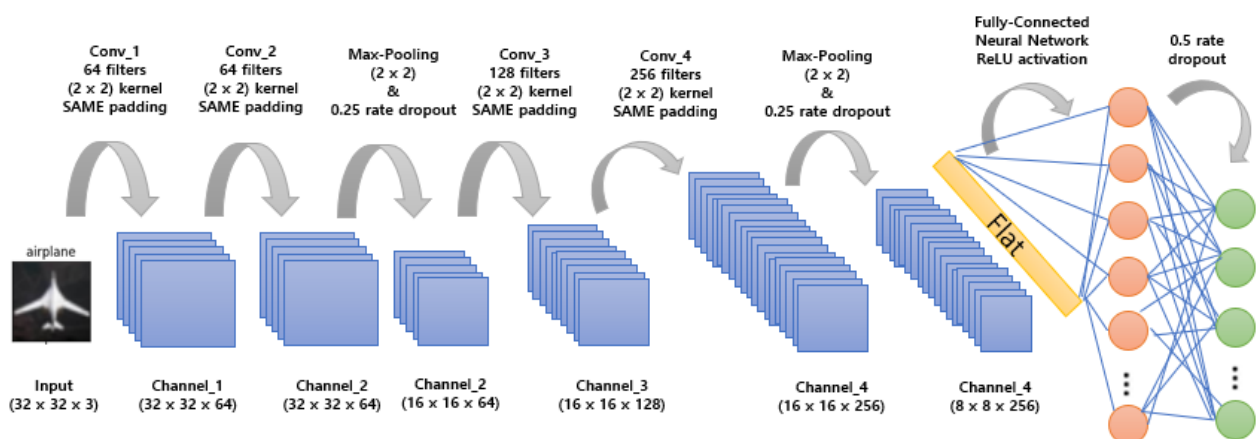 Conv_1
64 filters
(2 × 2) kernel
SAME padding
Conv_2
64 filters
(2 × 2) kernel
SAME padding
Max-Pooling
(2 × 2)
&
0.25 rate dropout
Conv_3
128 filters
(2 × 2) kernel
SAME padding
Conv_4
256 filters
(2 × 2) kernel
SAME padding
Max-Pooling
(2 × 2)
&
0.25 rate dropout
Fully-Connected
Neural Network
ReLU activation
0.5 rate
dropout
airplane
Flat
Input
(32 × 32 × 3)
Channel_1
(32 × 32 × 64)
Channel_2
(32 × 32 × 64)
Channel_2
(16 × 16 × 64)
Channel_3
(16 × 16 × 128)
Channel_4
(16 × 16 × 256)
Channel_4
(8 × 8 × 256)